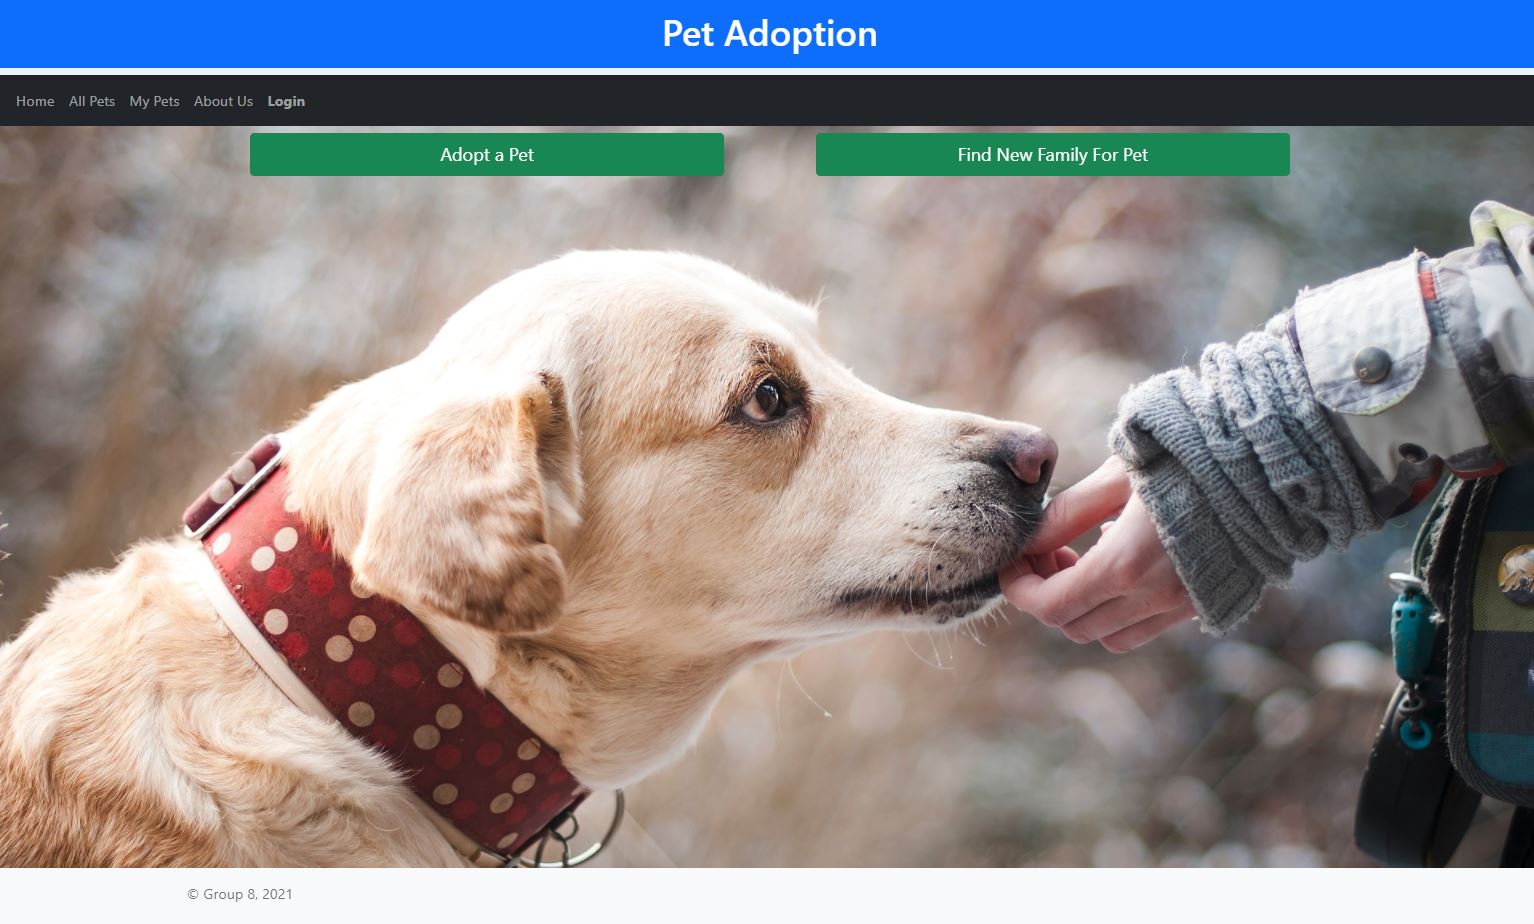 Pet Adoption
Home All Pets My Pets About Us Login
Adopt a Pet Find New Family For Pet
© Group 8, 2021